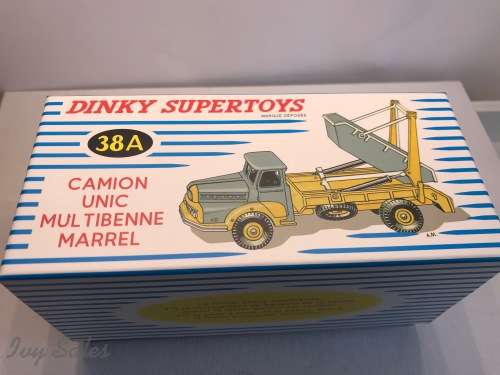 DINKY SUPERTOYS
MARQUE DÉPOSÉE
38A
CAMION
UNIC
MULTIBENNE
MARREL
A.M.
Ivy Sales